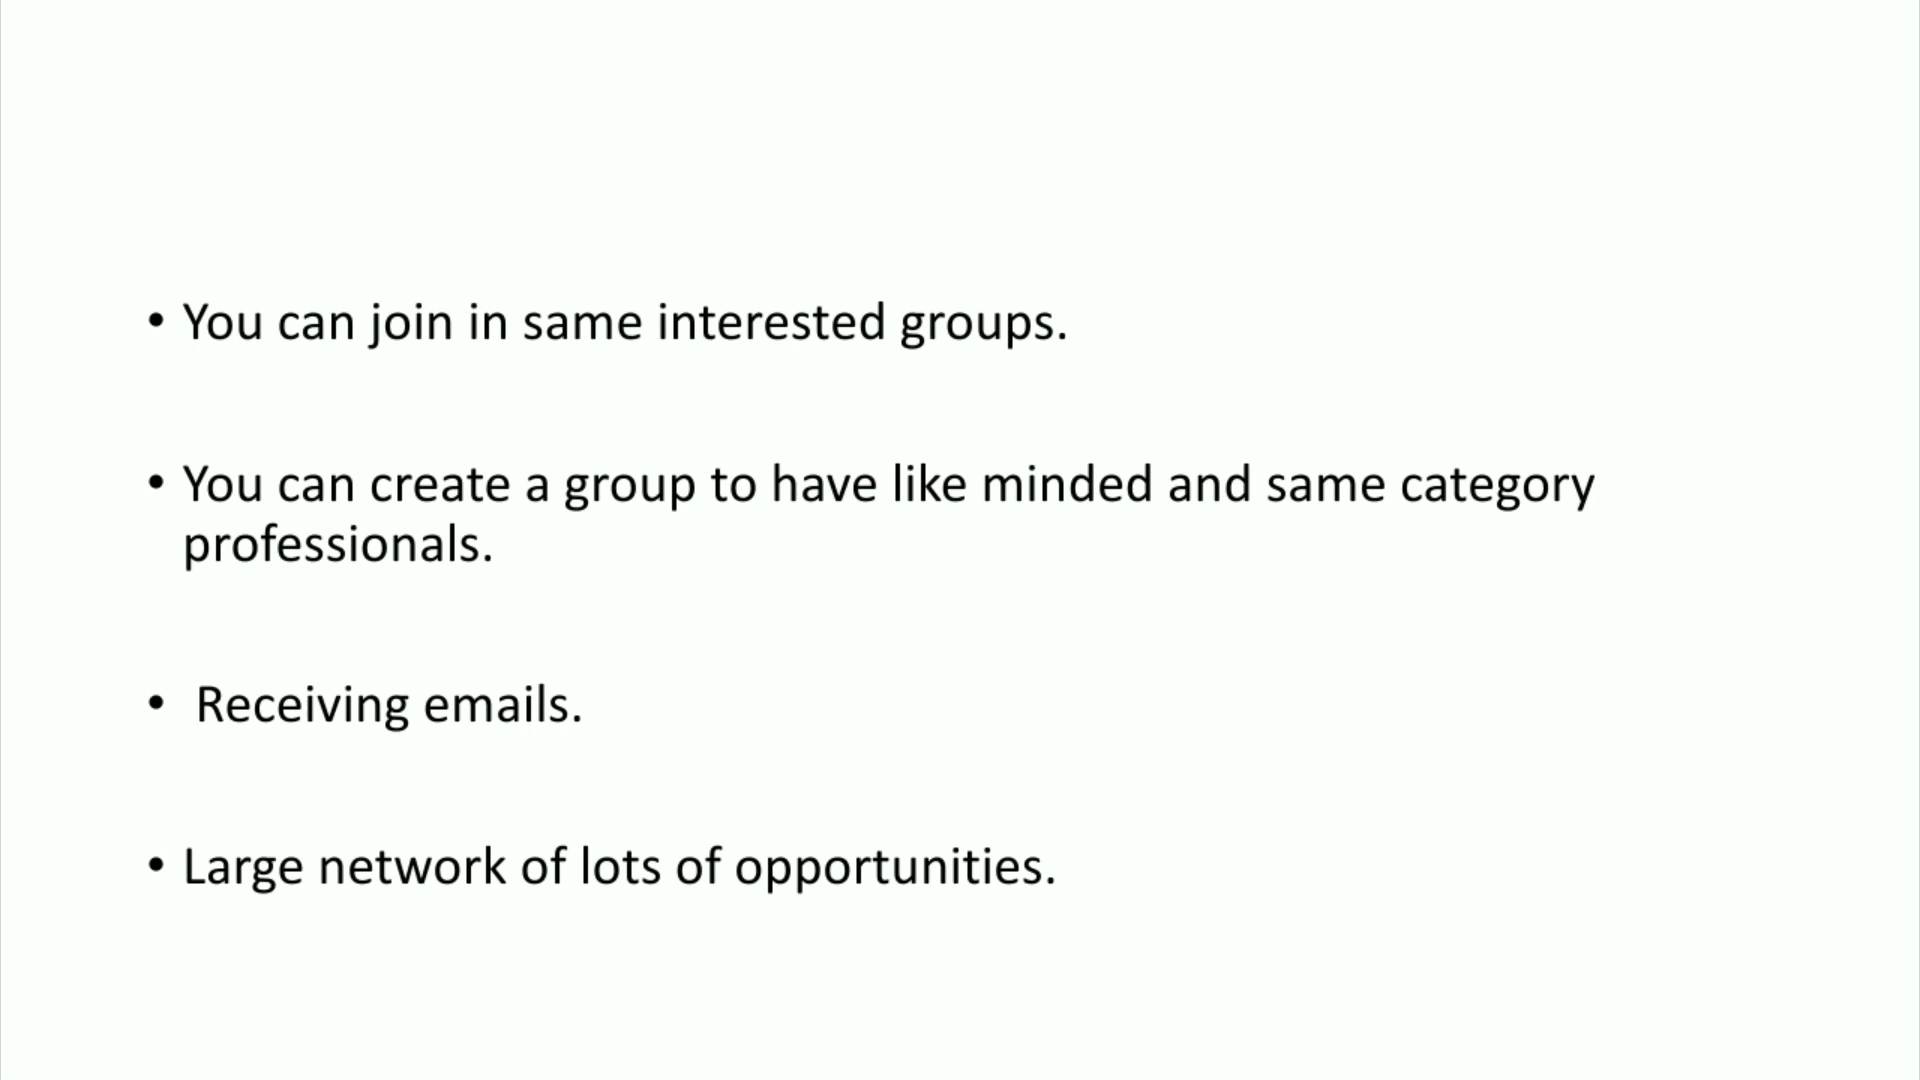 • You can join in same interested groups.
• You can create a group to have like minded and same category
professionals.
• Receiving emails.
• Large network of lots of opportunities.